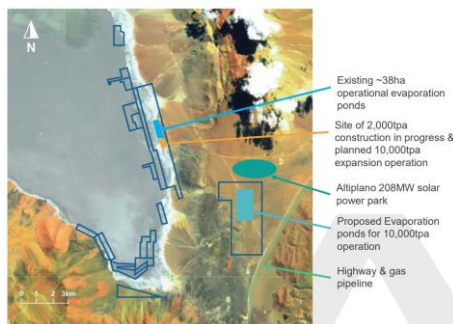 N
Existing ~38ha
operational evaporation
ponds
Site of 2,000tpa
construction in progress &
planned 10,000tpa
expansion operation
Altiplano 208MW solar
power park
Proposed Evaporation
ponds for 10,000tpa
operation
Highway & gas
pipeline
0 1 2 3km